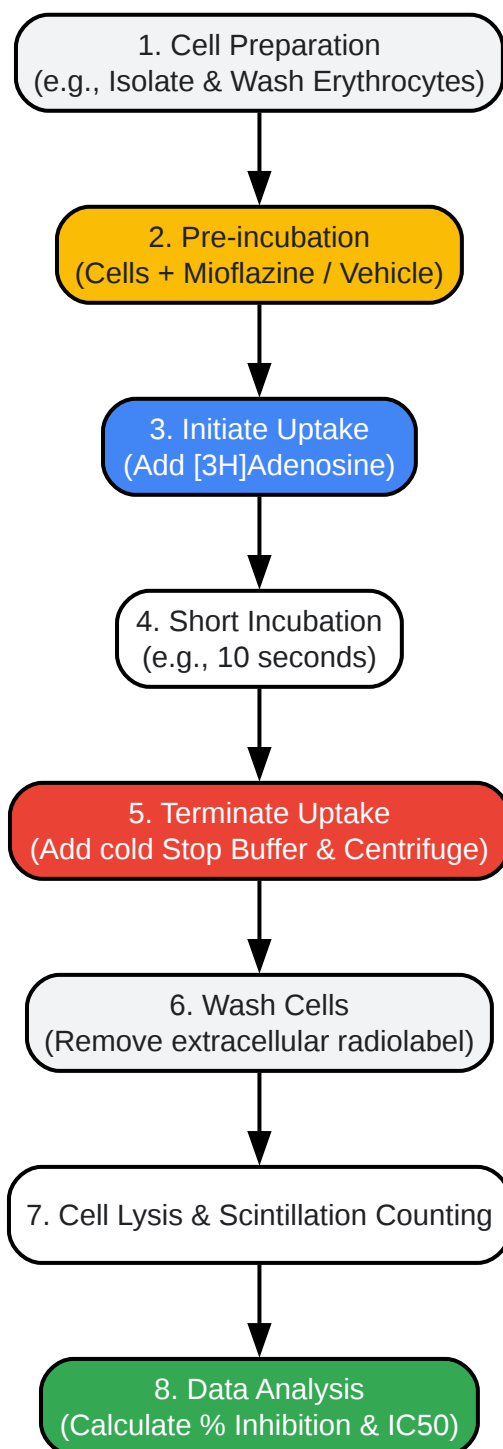 1. Cell Preparation
(e.g., Isolate & Wash Erythrocytes)
2. Pre-incubation
(Cells + Mioflazine / Vehicle)
3. Initiate Uptake
(Add [3H]Adenosine)
4. Short Incubation
(e.g., 10 seconds)
5. Terminate Uptake
(Add cold Stop Buffer & Centrifuge)
6. Wash Cells
(Remove extracellular radiolabel)
7. Cell Lysis & Scintillation Counting
8. Data Analysis
(Calculate % Inhibition & IC50)